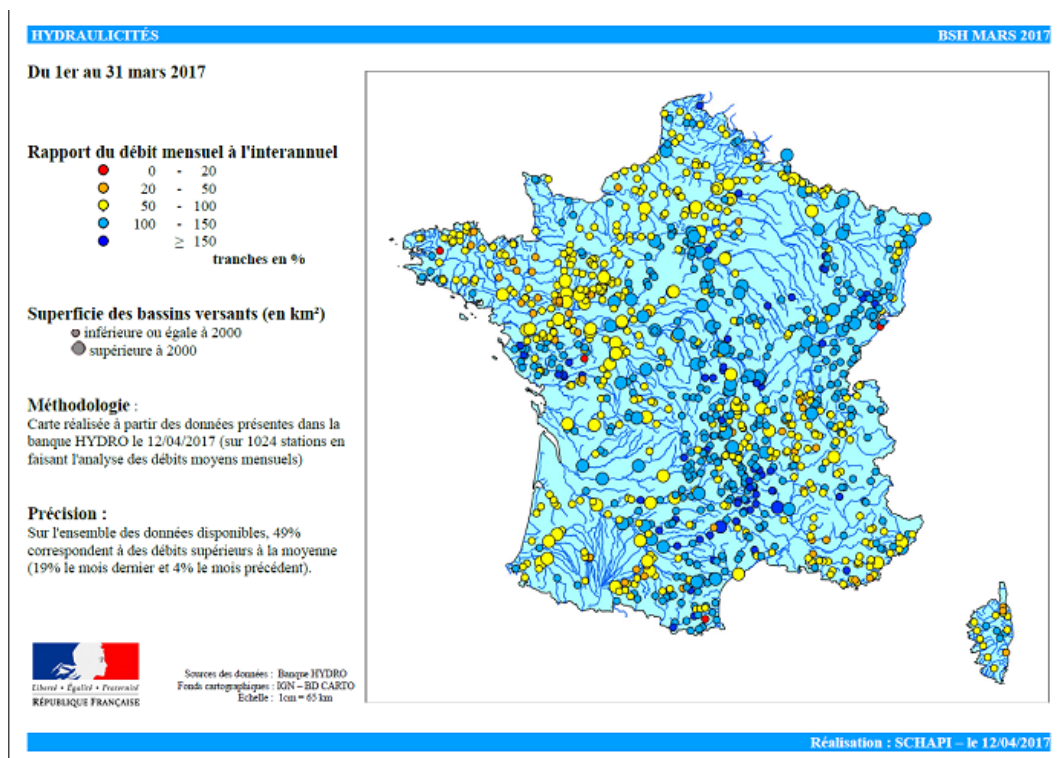 HYDRAULICITÉS
BSH MARS 2017
Du 1er au 31 mars 2017
Rapport du débit mensuel à l'interannuel
0 - 20
20 - 50
50 - 100
100 - 150
≥ 150
tranches en %
Superficie des bassins versants (en km²)
inférieure ou égale à 2000
supérieure à 2000
Méthodologie :
Carte réalisée à partir des données présentes dans la
banque HYDRO le 12/04/2017 (sur 1024 stations en
faisant l'analyse des débits moyens mensuels)
Précision :
Sur l'ensemble des données disponibles, 49%
correspondent à des débits supérieurs à la moyenne
(19% le mois dernier et 4% le mois précédent).
Liberté • Égalité • Fraternité
RÉPUBLIQUE FRANÇAISE
Sources des données : Banque HYDRO
Fonds cartographiques : IGN – BD CARTO
Echelle : 1cm = 65 km
Réalisation : SCHAPI – le 12/04/2017